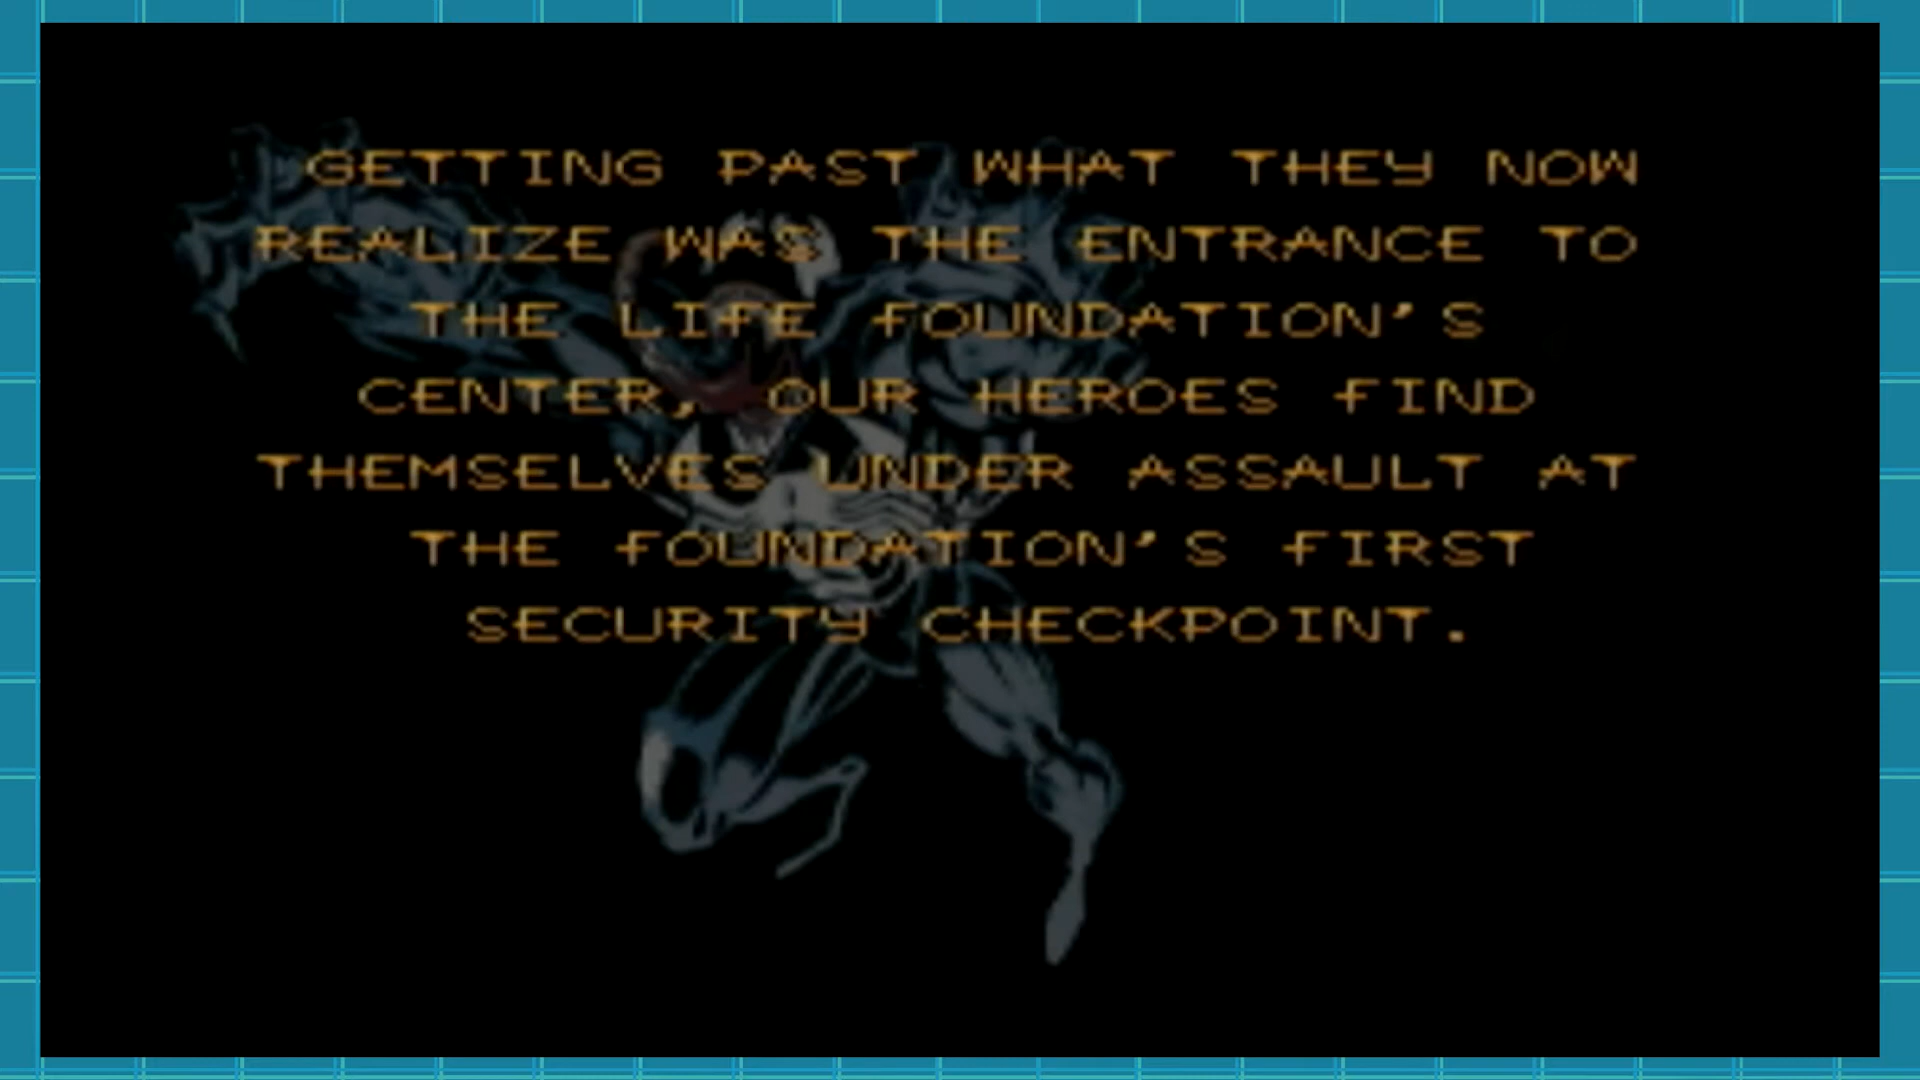 GETTING PAST WHAT THEY NOW
REALIZE WAS THE ENTRANCE TO
THE LIFE FOUNDATION'S
CENTER, OUR HEROES FIND
THEMSELVES UNDER ASSAULT AT
THE FOUNDATION'S FIRST
SECURITY CHECKPOINT.